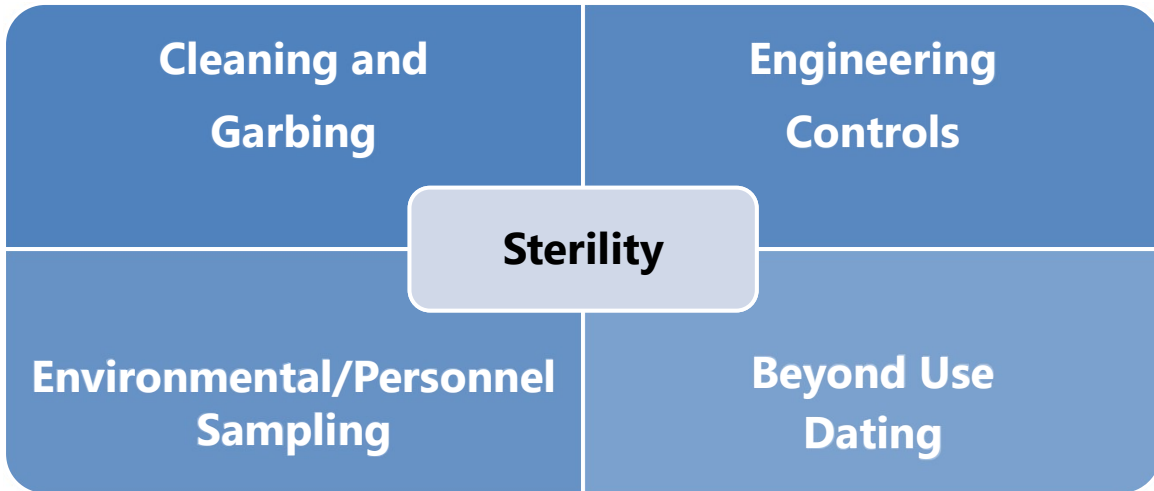 Cleaning and
Garbing
Engineering
Controls
Sterility
Environmental/Personnel
Sampling
Beyond Use
Dating